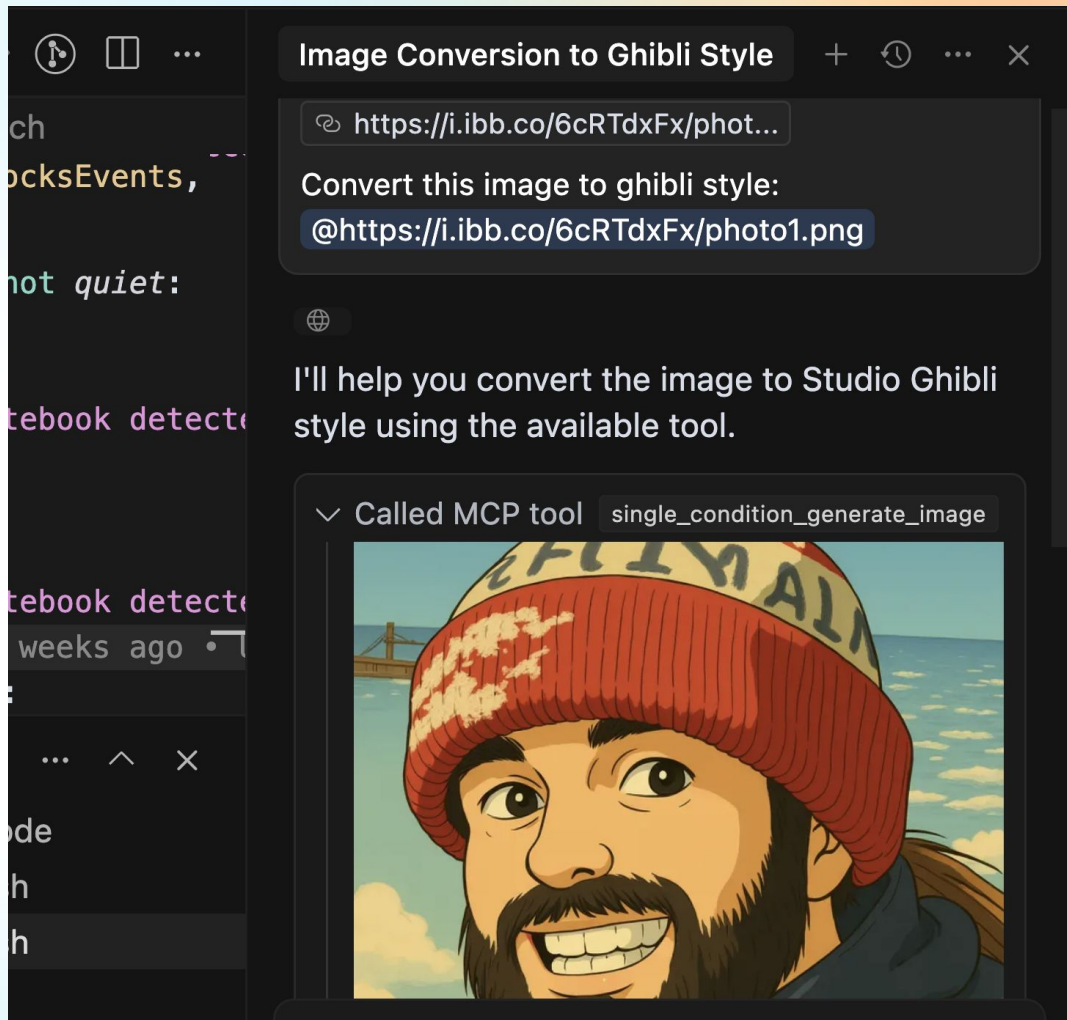 ch
ocksEvents,
not quiet:
tebook detecte
tebook detecte
weeks ago •
:
ode
h
h
Image Conversion to Ghibli Style
https://i.ibb.co/6cRTdxFx/phot...
Convert this image to ghibli style:
@https://i.ibb.co/6cRTdxFx/photo1.png
I'll help you convert the image to Studio Ghibli
style using the available tool.
Called MCP tool single_condition_generate_image